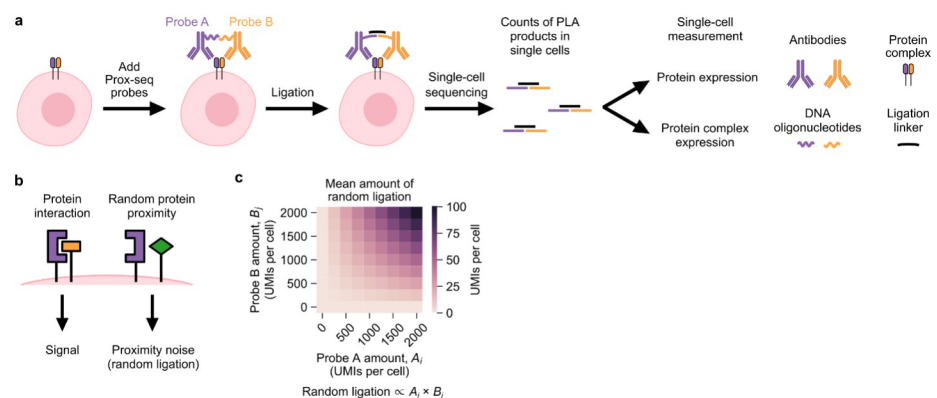 a
Probe A
Probe B
Add
Prox-seq
probes
Ligation
Single-cell
sequencing
Counts of PLA
products in
single cells
Single-cell
measurement
Protein expression
Protein complex
expression
Antibodies
Protein
complex
DNA
oligonucleotides
Ligation
linker
b
Protein
interaction
Random protein
proximity
Signal
Proximity noise
(random ligation)
c
Mean amount of
random ligation
Probe B amount, Bⱼ
(UMIs per cell)
2000
1500
1000
500
0
0
500
1000
1500
2000
Probe A amount, Aᵢ
(UMIs per cell)
100
75
50
25
0
UMIs per cell
Random ligation ∝ Aᵢ × Bⱼ